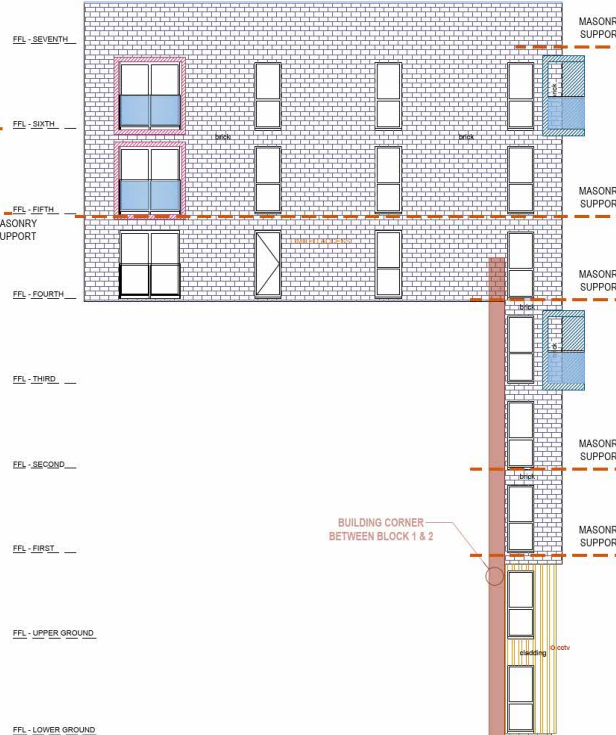 MASONR
SUPPOR
FFL - SEVENTH
brick
FFL - SIXTH
brick
brick
MASONR
SUPPOR
FFL - FIFTH
ASONRY
UPPORT
MASONR
SUPPOR
FFL - FOURTH
brick
brick
FFL - THIRD
MASONR
SUPPOR
FFL - SECOND
brick
BUILDING CORNER
BETWEEN BLOCK 1 & 2
MASONR
SUPPOR
FFL - FIRST
FFL - UPPER GROUND
cctv
cladding
FFL - LOWER GROUND